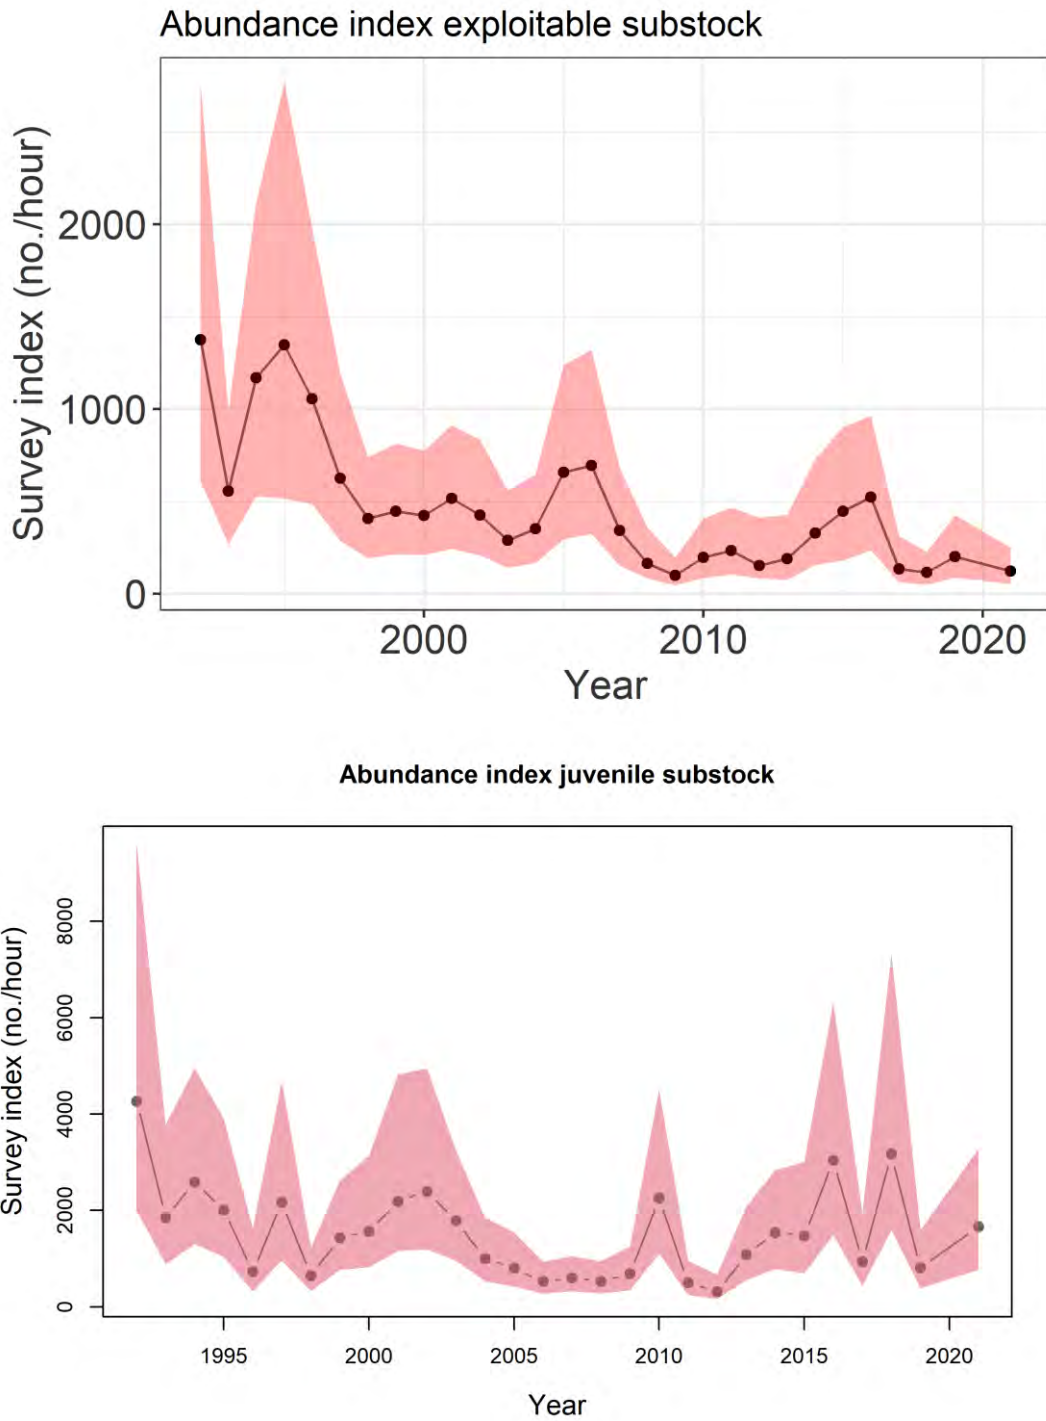 Abundance index exploitable substock
Survey index (no./hour)
2000
1000
0
2000 2010 2020
Year
Abundance index juvenile substock
Survey index (no./hour)
8000
6000
4000
2000
0
1995 2000 2005 2010 2015 2020
Year